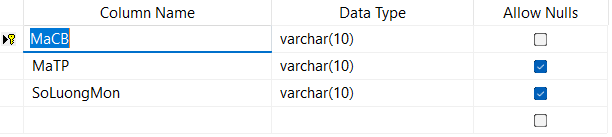 Column Name Data Type Allow Nulls
MaCB varchar(10)
MaTP varchar(10)
SoLuongMon varchar(10)